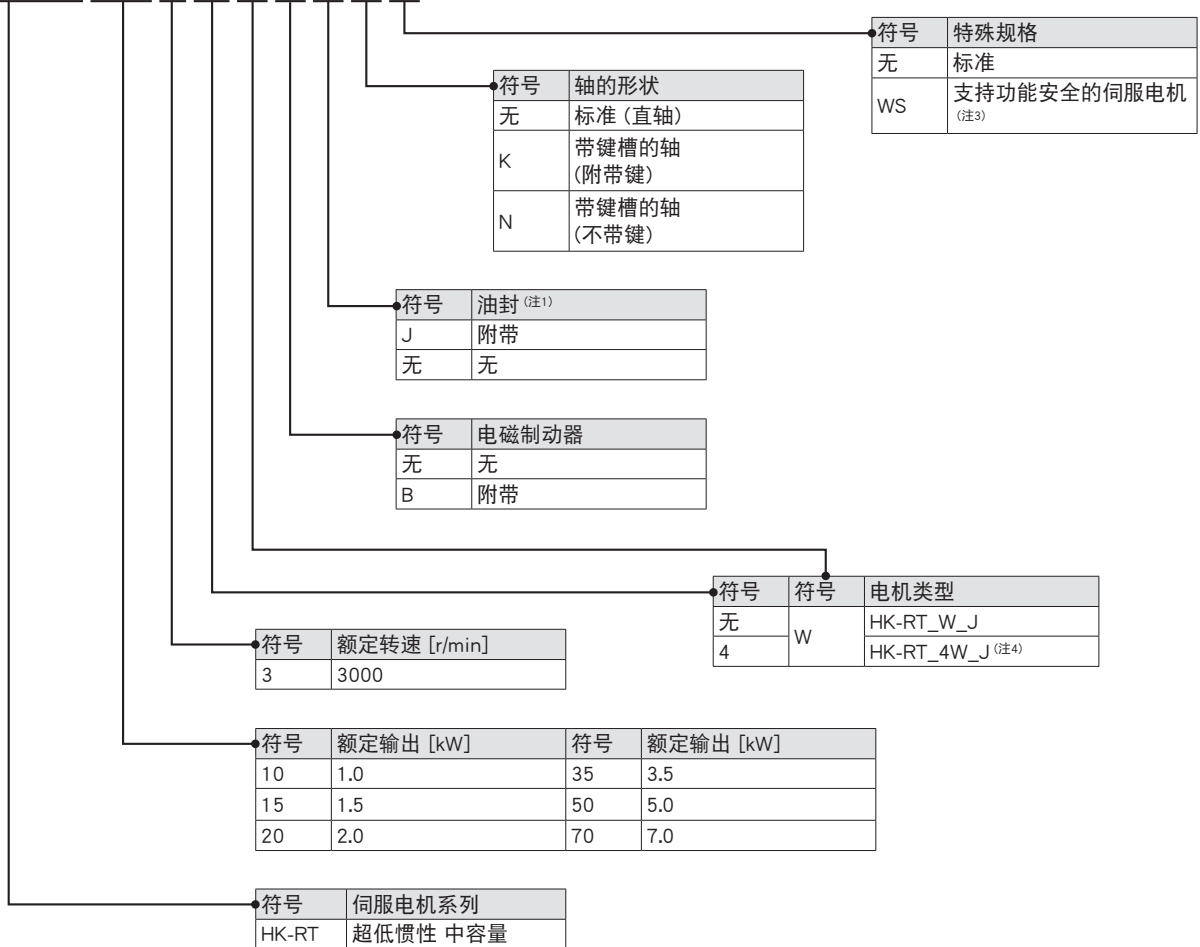 符号 特殊规格
无 标准
WS 支持功能安全的伺服电机
(注3)
符号 轴的形状
无 标准（直轴）
K 带键槽的轴
(附带键)
N 带键槽的轴
(不带键)
符号 油封 (注1)
J 附带
无 无
符号 电磁制动器
无 无
B 附带
符号 符号 电机类型
无 W HK-RT_W_J
4 HK-RT_4W_J (注4)
符号 额定转速 [r/min]
3 3000
符号 额定输出 [kW] 符号 额定输出 [kW]
10 1.0 35 3.5
15 1.5 50 5.0
20 2.0 70 7.0
符号 伺服电机系列
HK-RT 超低惯性 中容量